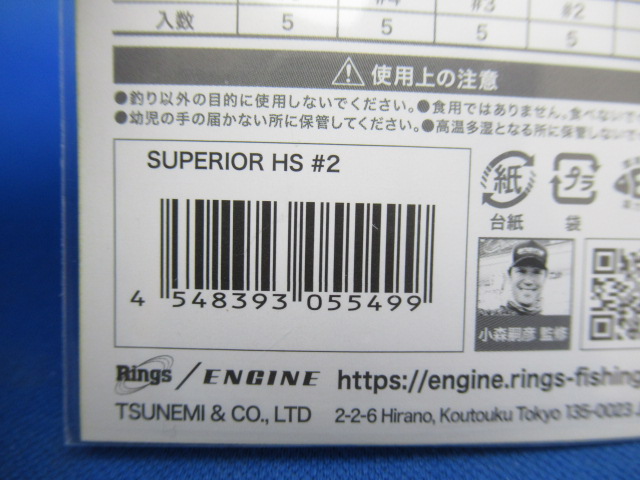 #4 #3 #2
入数 5 5 5 5
使用上の注意
●釣り以外の目的に使用しないでください。●食用ではありません。食べないで
●幼児の手の届かない所に保管してください。●高温多湿となる所に保管しない
SUPERIOR HS #2
4 548393 055499
紙
台紙
プラ
袋
小森嗣彦 監修
Rings / ENGINE https://engine.rings-fishing
TSUNEMI & CO., LTD 2-2-6 Hirano, Koutouku Tokyo 135-0023